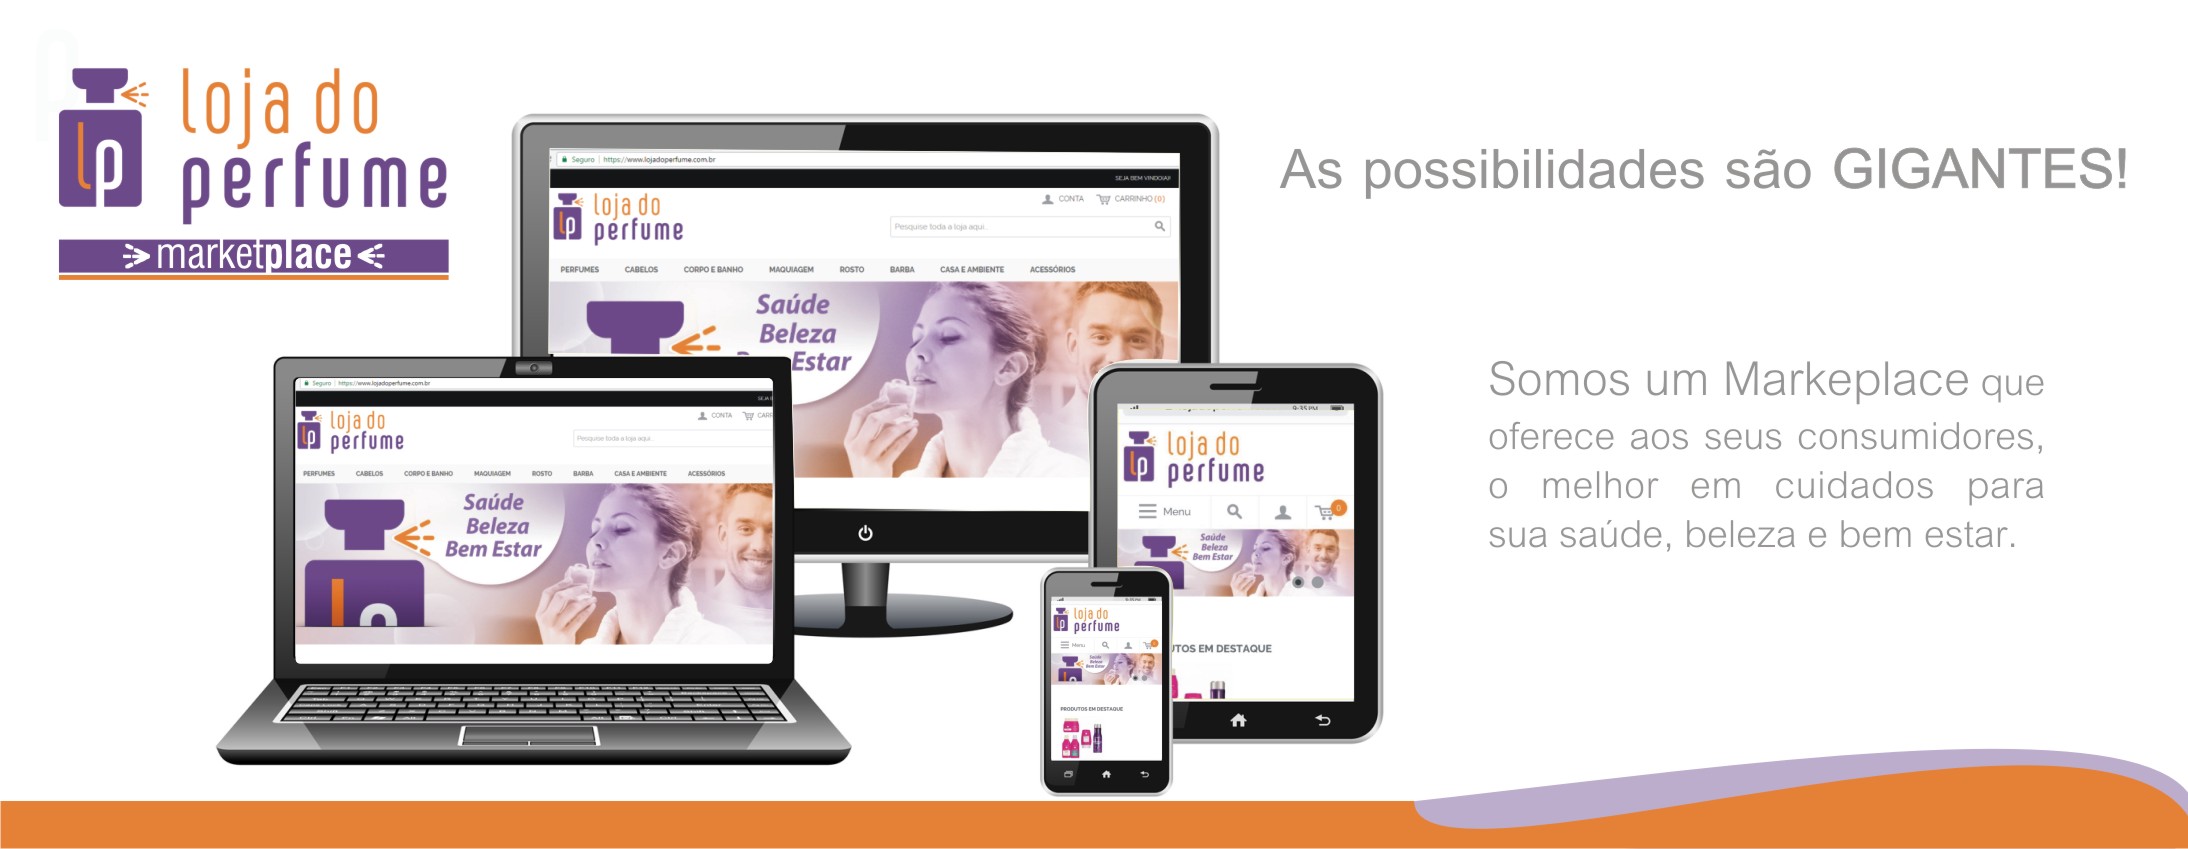 loja do
perfume
marketplace
As possibilidades são GIGANTES!
Somos um Markeplace que
oferece aos seus consumidores,
o melhor em cuidados para
sua saúde, beleza e bem estar.
Seguro https://www.lojadoperfume.com.br
SEJA BEM VINDO(A)!
lp loja do
perfume
CONTA CARRINHO (0)
Pesquise toda a loja aqui.
PERFUMES CABELOS CORPO E BANHO MAQUIAGEM ROSTO BARBA CASA E AMBIENTE ACESSÓRIOS
Saúde
Beleza
Estar
Seguro https://www.lojadoperfume.com.br
SEJA B
lp loja do
perfume
CONTA CARR
Pesquise toda a loja aqui.
PERFUMES CABELOS CORPO E BANHO MAQUIAGEM ROSTO BARBA CASA E AMBIENTE ACESSÓRIOS
Saúde
Beleza
Bem Estar
9:35 PM
lp loja do
perfume
Menu 0
Saúde
Beleza
Bem Estar
UTOS EM DESTAQUE
loja do
perfume
Menu
Saúde
Beleza
Bem Estar
PRODUTOS EM DESTAQUE